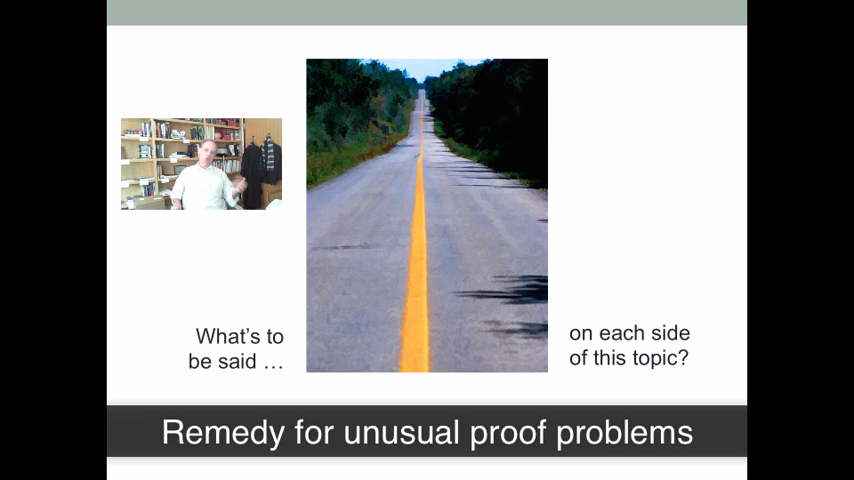 What's to
be said …
on each side
of this topic?
Remedy for unusual proof problems